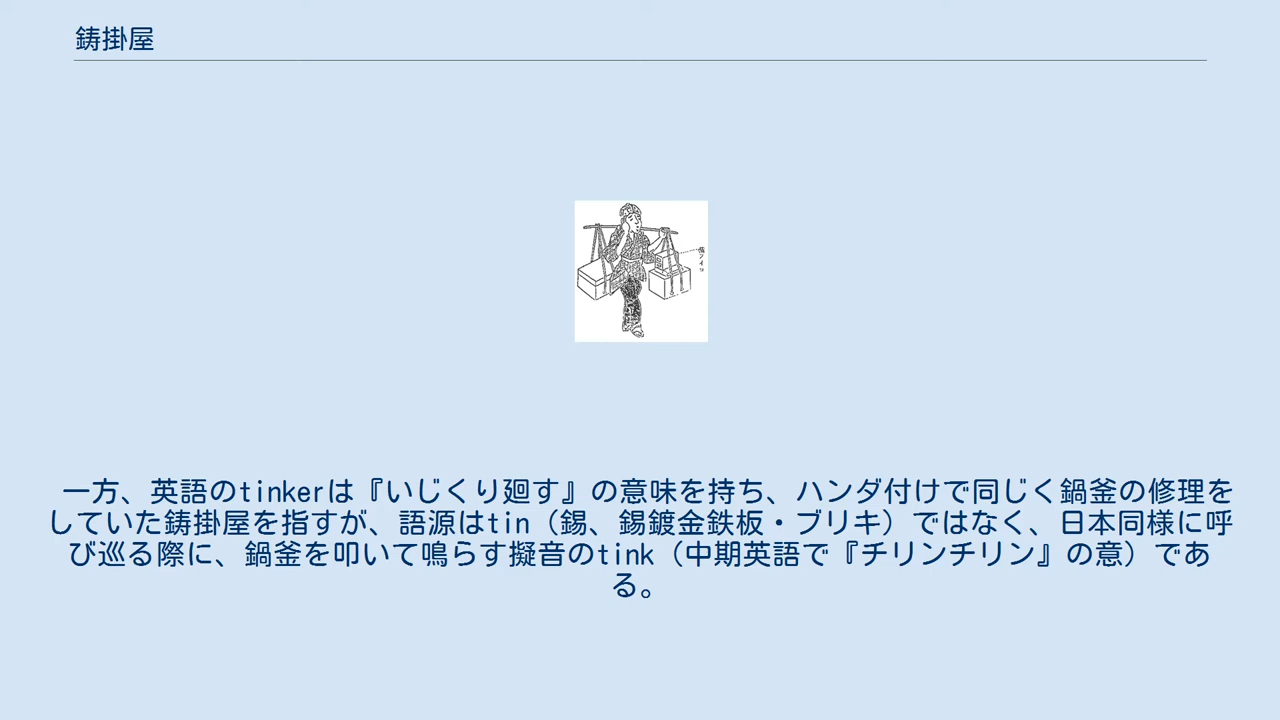 鋳掛屋
一方、英語のtinkerは『いじくり廻す』の意味を持ち、ハンダ付けで同じく鍋釜の修理を
していた鋳掛屋を指すが、語源はtin（錫、錫鍍金鉄板・ブリキ）ではなく、日本同様に呼
び巡る際に、鍋釜を叩いて鳴らす擬音のtink（中期英語で『チリンチリン』の意）であ
る。